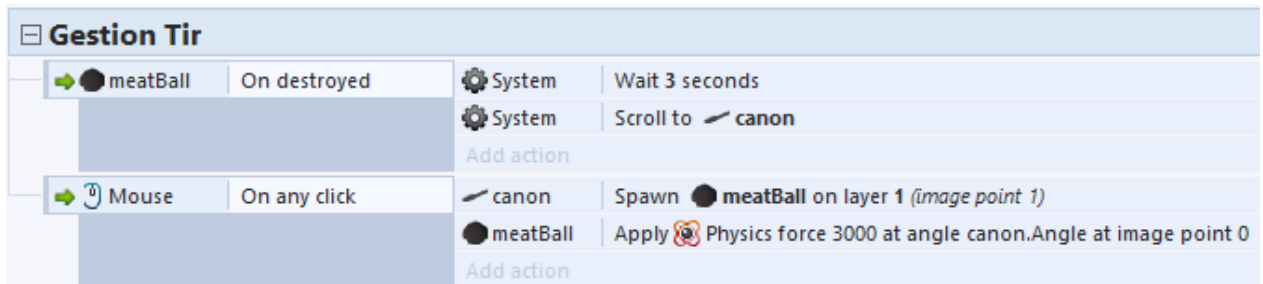 Gestion Tir
meatBall On destroyed System Wait 3 seconds
System Scroll to canon
Add action
Mouse On any click canon Spawn meatBall on layer 1 (image point 1)
meatBall Apply Physics force 3000 at angle canon.Angle at image point 0
Add action